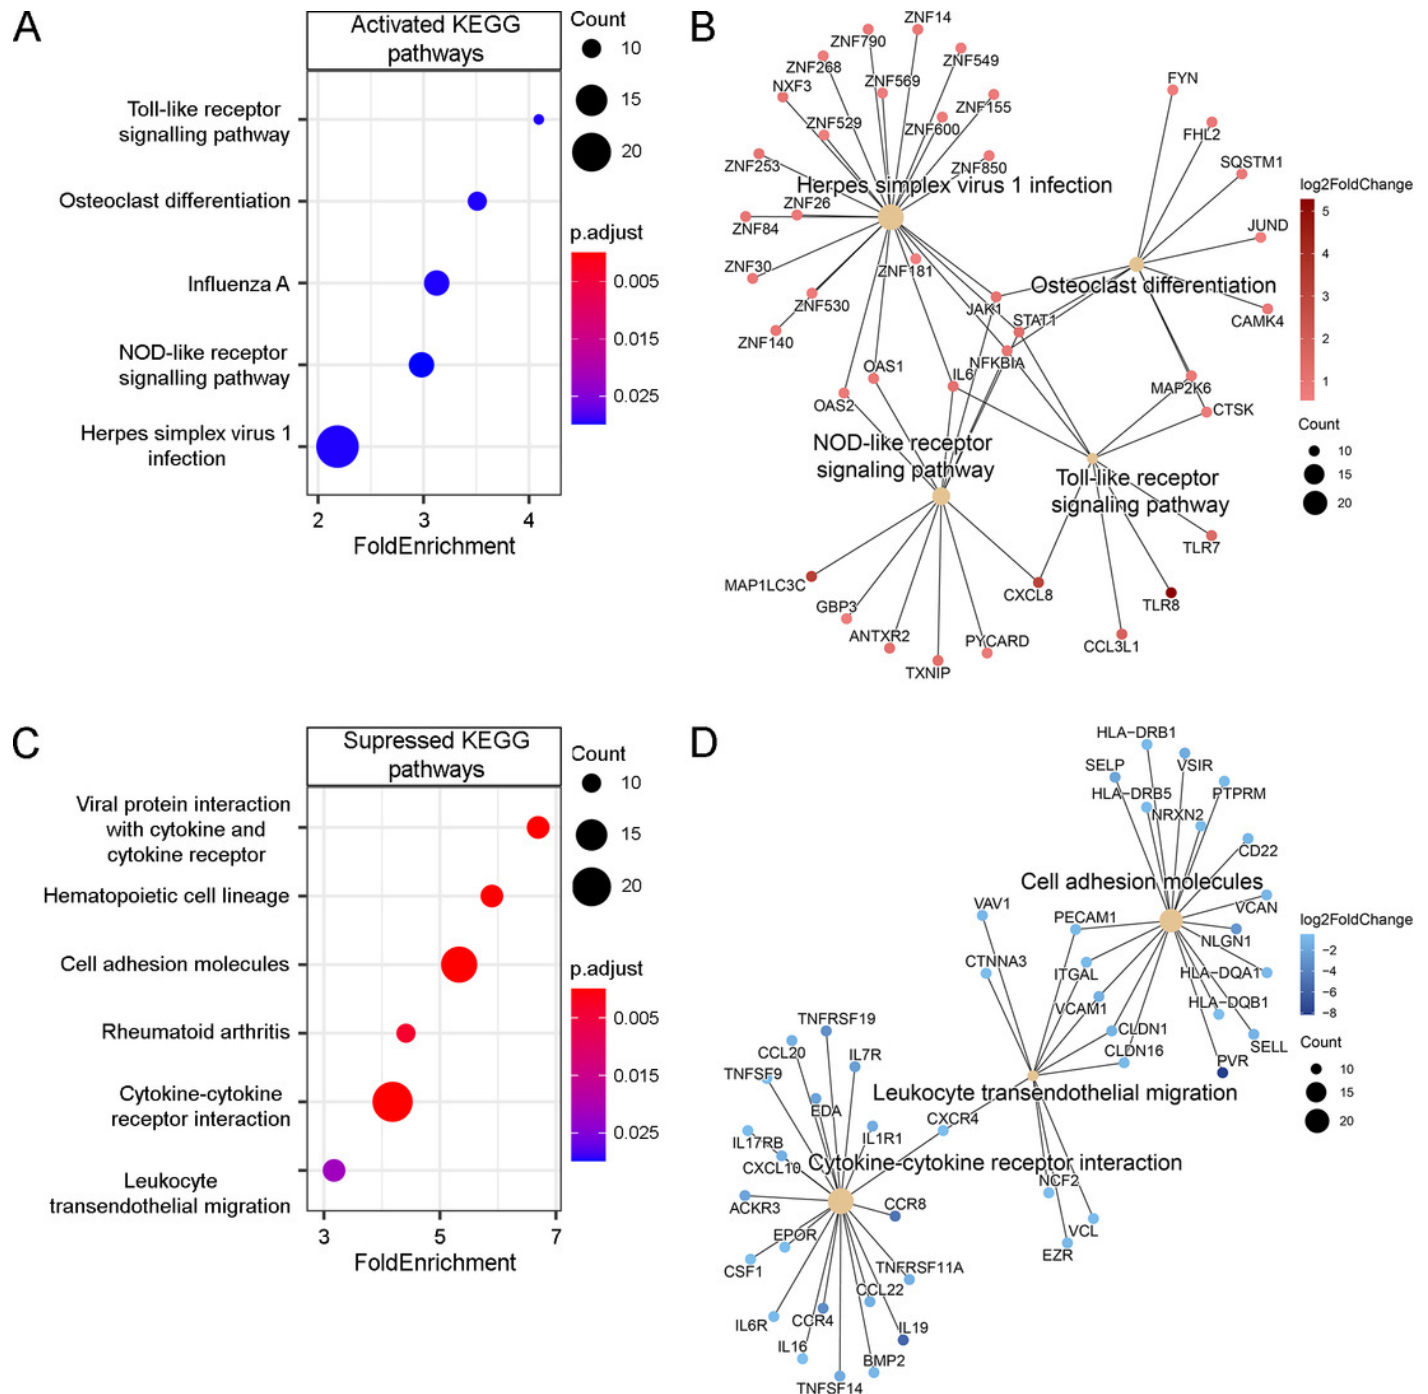 A
Activated KEGG
pathways
Toll-like receptor
signalling pathway
Osteoclast differentiation
Influenza A
NOD-like receptor
signalling pathway
Herpes simplex virus 1
infection
2
3
4
FoldEnrichment
Count
10
15
20
p.adjust
0.005
0.015
0.025
B
ZNF14
ZNF790
ZNF549
ZNF268
ZNF569
NXF3
ZNF155
ZNF529
ZNF600
ZNF253
ZNF850
Herpes simplex virus 1 infection
ZNF26
ZNF84
ZNF30
ZNF181
ZNF530
ZNF140
FYN
FHL2
SQSTM1
JUND
Osteoclast differentiation
CAMK4
JAK1
STAT1
NFKBIA
IL6
OAS1
OAS2
MAP2K6
CTSK
NOD-like receptor
signaling pathway
Toll-like receptor
signaling pathway
TLR7
TLR8
CXCL8
CCL3L1
MAP1LC3C
GBP3
ANTXR2
TXNIP
PYCARD
log2FoldChange
5
4
3
2
1
Count
10
15
20
C
Supressed KEGG
pathways
Viral protein interaction
with cytokine and
cytokine receptor
Hematopoietic cell lineage
Cell adhesion molecules
Rheumatoid arthritis
Cytokine-cytokine
receptor interaction
Leukocyte
transendothelial migration
3
5
7
FoldEnrichment
Count
10
15
20
p.adjust
0.005
0.015
0.025
D
HLA−DRB1
SELP
VSIR
HLA−DRB5
PTPRM
NRXN2
CD22
Cell adhesion molecules
VCAN
NLGN1
HLA−DQA1
HLA−DQB1
SELL
PVR
VAV1
PECAM1
CTNNA3
ITGAL
VCAM1
CLDN1
CLDN16
Leukocyte transendothelial migration
CXCR4
NCF2
VCL
EZR
TNFRSF19
CCL20
IL7R
TNFSF9
EDA
IL17RB
IL1R1
CXCL10
Cytokine-cytokine receptor interaction
ACKR3
CCR8
EPOR
CSF1
TNFRSF11A
CCL22
IL6R
CCR4
IL19
IL16
BMP2
TNFSF14
log2FoldChange
−2
−4
−6
−8
Count
10
15
20